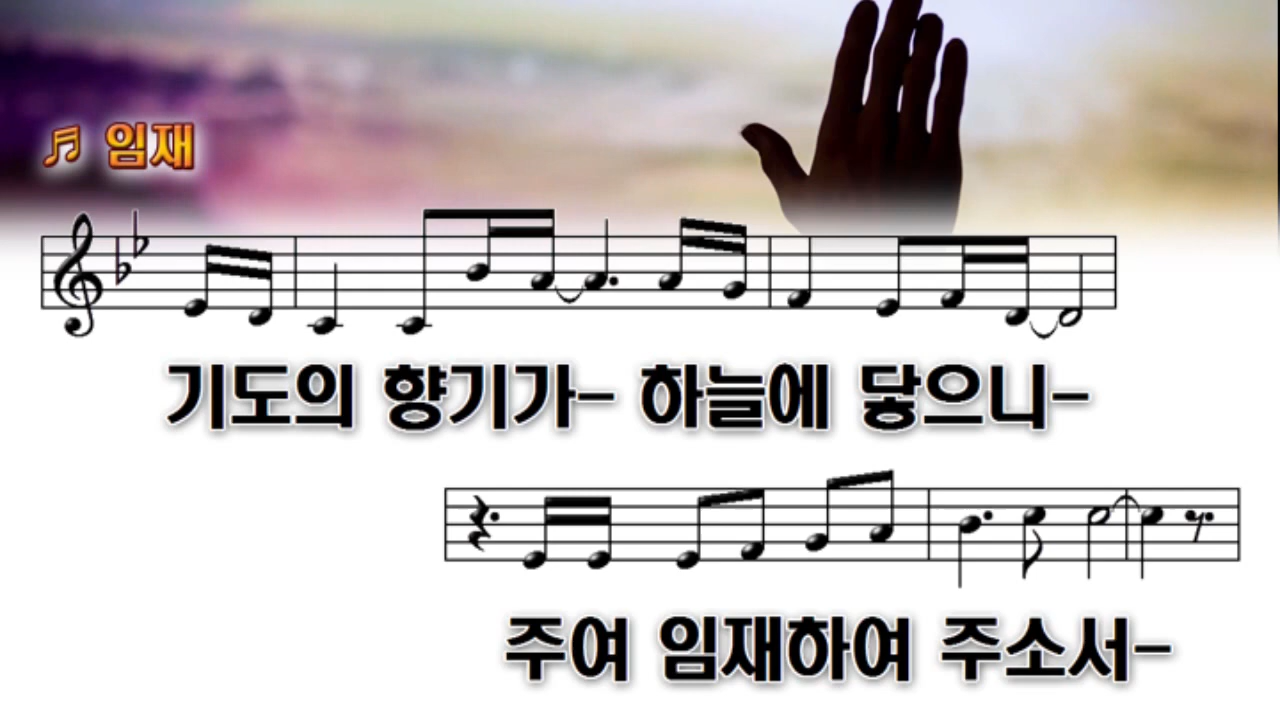 ♬ 임재
기도의 향기가- 하늘에 닿으니-
주여 임재하여 주소서-